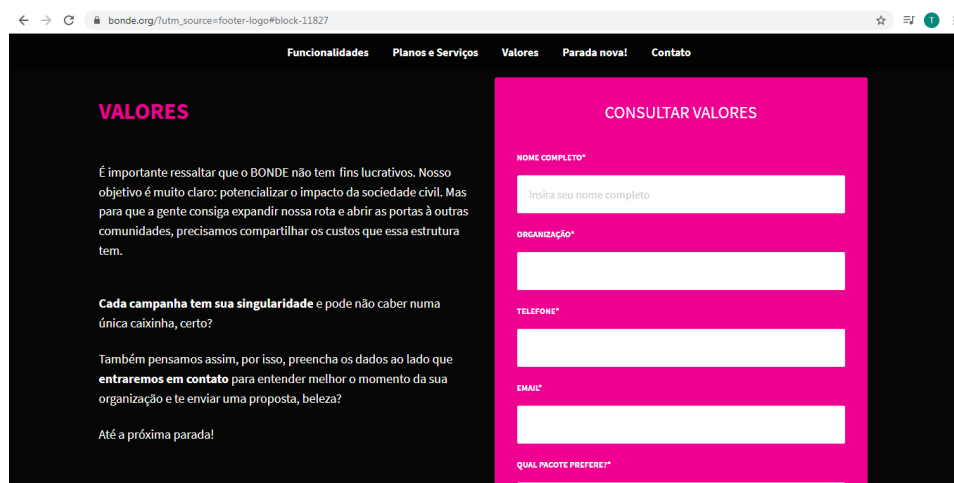 bonde.org/?utm_source=footer-logo#block-11827
T
Funcionalidades Planos e Serviços Valores Parada nova! Contato
VALORES
É importante ressaltar que o BONDE não tem fins lucrativos. Nosso
objetivo é muito claro: potencializar o impacto da sociedade civil. Mas
para que a gente consiga expandir nossa rota e abrir as portas à outras
comunidades, precisamos compartilhar os custos que essa estrutura
tem.
Cada campanha tem sua singularidade e pode não caber numa
única caixinha, certo?
Também pensamos assim, por isso, preencha os dados ao lado que
entraremos em contato para entender melhor o momento da sua
organização e te enviar uma proposta, beleza?
Até a próxima parada!
CONSULTAR VALORES
NOME COMPLETO*
Insira seu nome completo
ORGANIZAÇÃO*
TELEFONE*
EMAIL*
QUAL PACOTE PREFERE?*